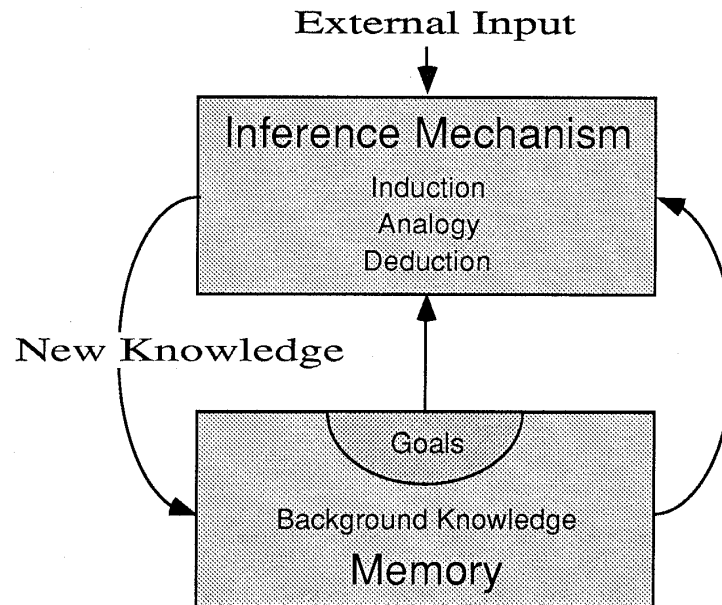 External Input
Inference Mechanism
Induction
Analogy
Deduction
New Knowledge
Goals
Background Knowledge
Memory